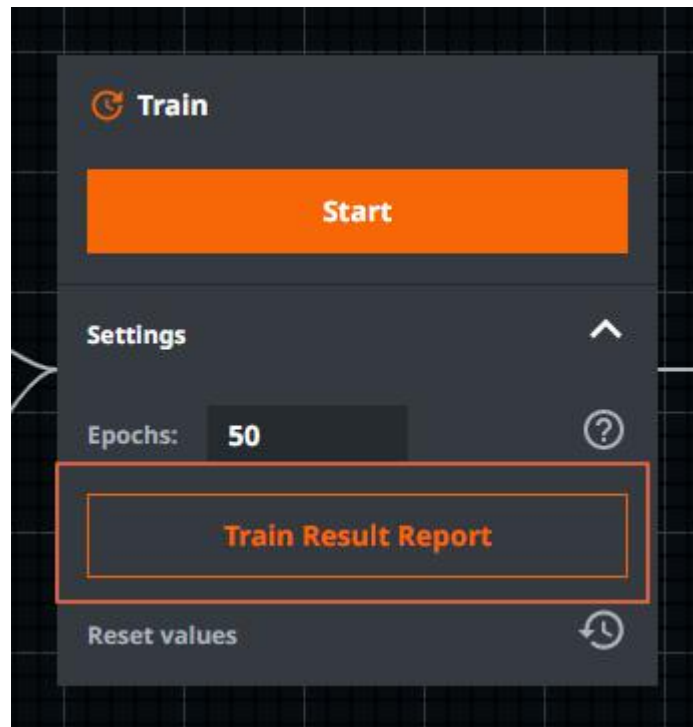 Train
Start
Settings
Epochs: 50
Train Result Report
Reset values